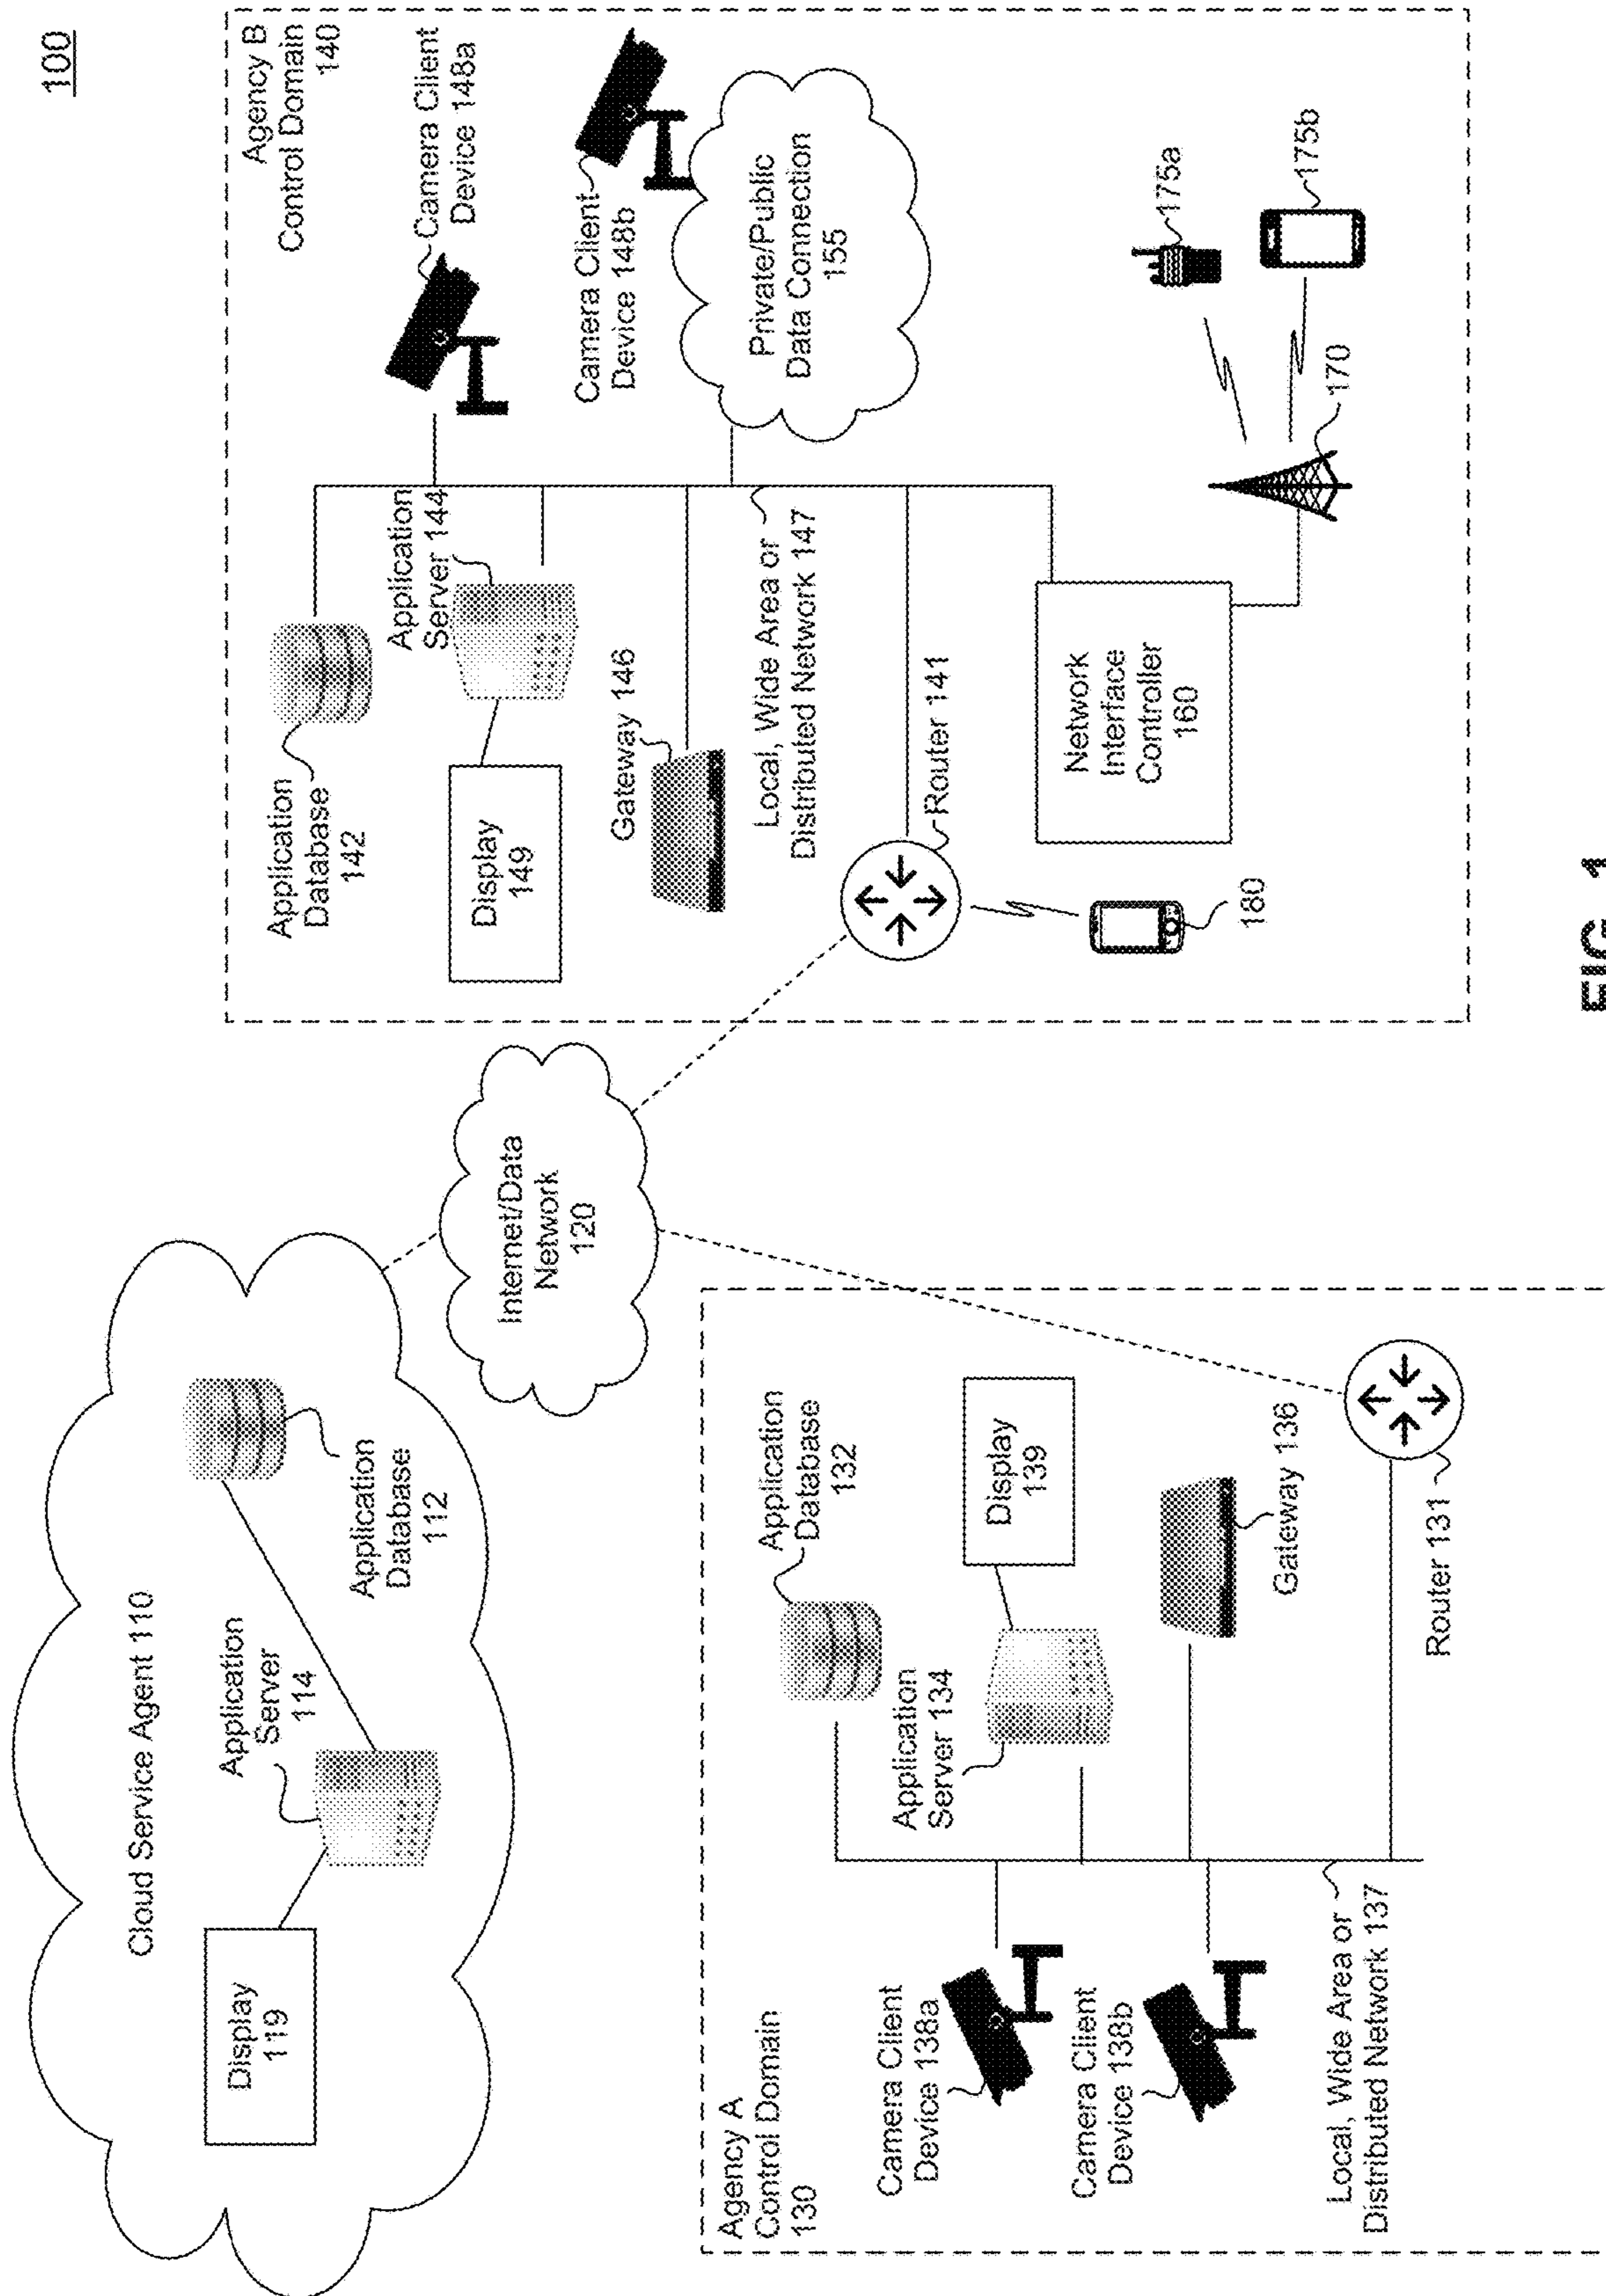 100
Cloud Service Agent 110
Display
119
Application
Server
114
Application
Database
112
Internet/Data
Network
120
Agency A
Control Domain
130
Camera Client
Device 138a
Camera Client
Device 138b
Local, Wide Area or
Distributed Network 137
Application
Database
132
Application
Server 134
Display
139
Gateway 136
Router 131
Agency B
Control Domain
140
Application
Database
142
Application
Server 144
Display
149
Gateway 146
Local, Wide Area or
Distributed Network 147
Router 141
180
Camera Client
Device 148a
Camera Client
Device 148b
Private/Public
Data Connection
155
Network
Interface
Controller
160
170
175a
175b
FIG. 1